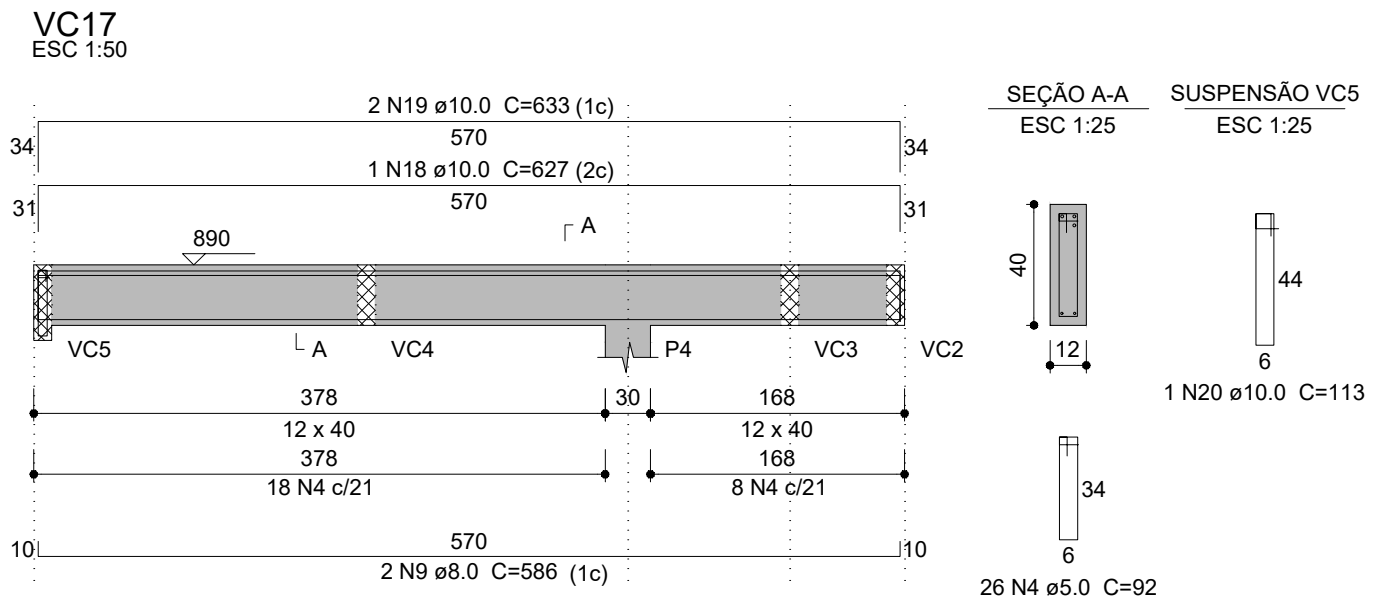 VC17
ESC 1:50
SEÇÃO A-A
ESC 1:25
SUSPENSÃO VC5
ESC 1:25
2 N19 ø10.0 C=633 (1c)
34 570 34
1 N18 ø10.0 C=627 (2c)
31 570 31
A
890
40
12
44
6
1 N20 ø10.0 C=113
VC5 A VC4 P4 VC3 VC2
378 30 168
12 x 40 12 x 40
378 168
18 N4 c/21 8 N4 c/21
34
6
26 N4 ø5.0 C=92
10 570 10
2 N9 ø8.0 C=586 (1c)